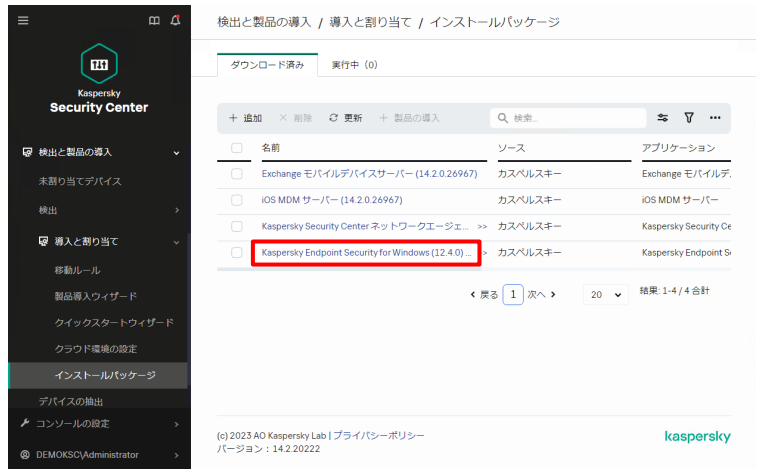 検出と製品の導入 / 導入と割り当て / インストールパッケージ
Kaspersky
Security Center
検出と製品の導入
未割り当てデバイス
検出
導入と割り当て
移動ルール
製品導入ウィザード
クイックスタートウィザード
クラウド環境の設定
インストールパッケージ
デバイスの抽出
コンソールの設定
DEMOKSC\Administrator
ダウンロード済み 実行中 (0)
+ 追加 × 削除 更新 + 製品の導入 検索...
名前 ソース アプリケーション
Exchange モバイルデバイスサーバー (14.2.0.26967) カスペルスキー Exchange モバイルデ
iOS MDM サーバー (14.2.0.26967) カスペルスキー iOS MDM サーバー
Kaspersky Security Center ネットワークエージェ... >> カスペルスキー Kaspersky Security Ce
Kaspersky Endpoint Security for Windows (12.4.0) ... > カスペルスキー Kaspersky Endpoint Se
戻る 1 次へ 20 結果: 1-4 / 4 合計
(c) 2023 AO Kaspersky Lab | プライバシーポリシー
バージョン : 14.2.20222
kaspersky